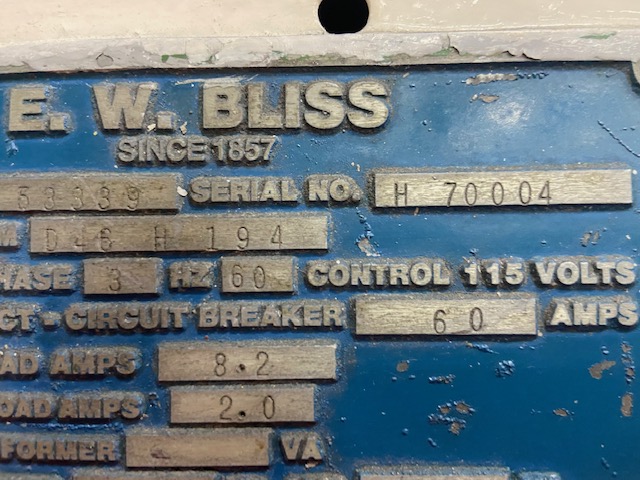 E. W. BLISS
SINCE 1857
53339 SERIAL NO. H 70004
M D46 H 194
HASE 3 HZ 60 CONTROL 115 VOLTS
CT - CIRCUIT BREAKER 60 AMPS
AD AMPS 8.2
OAD AMPS 2.0
FORMER VA